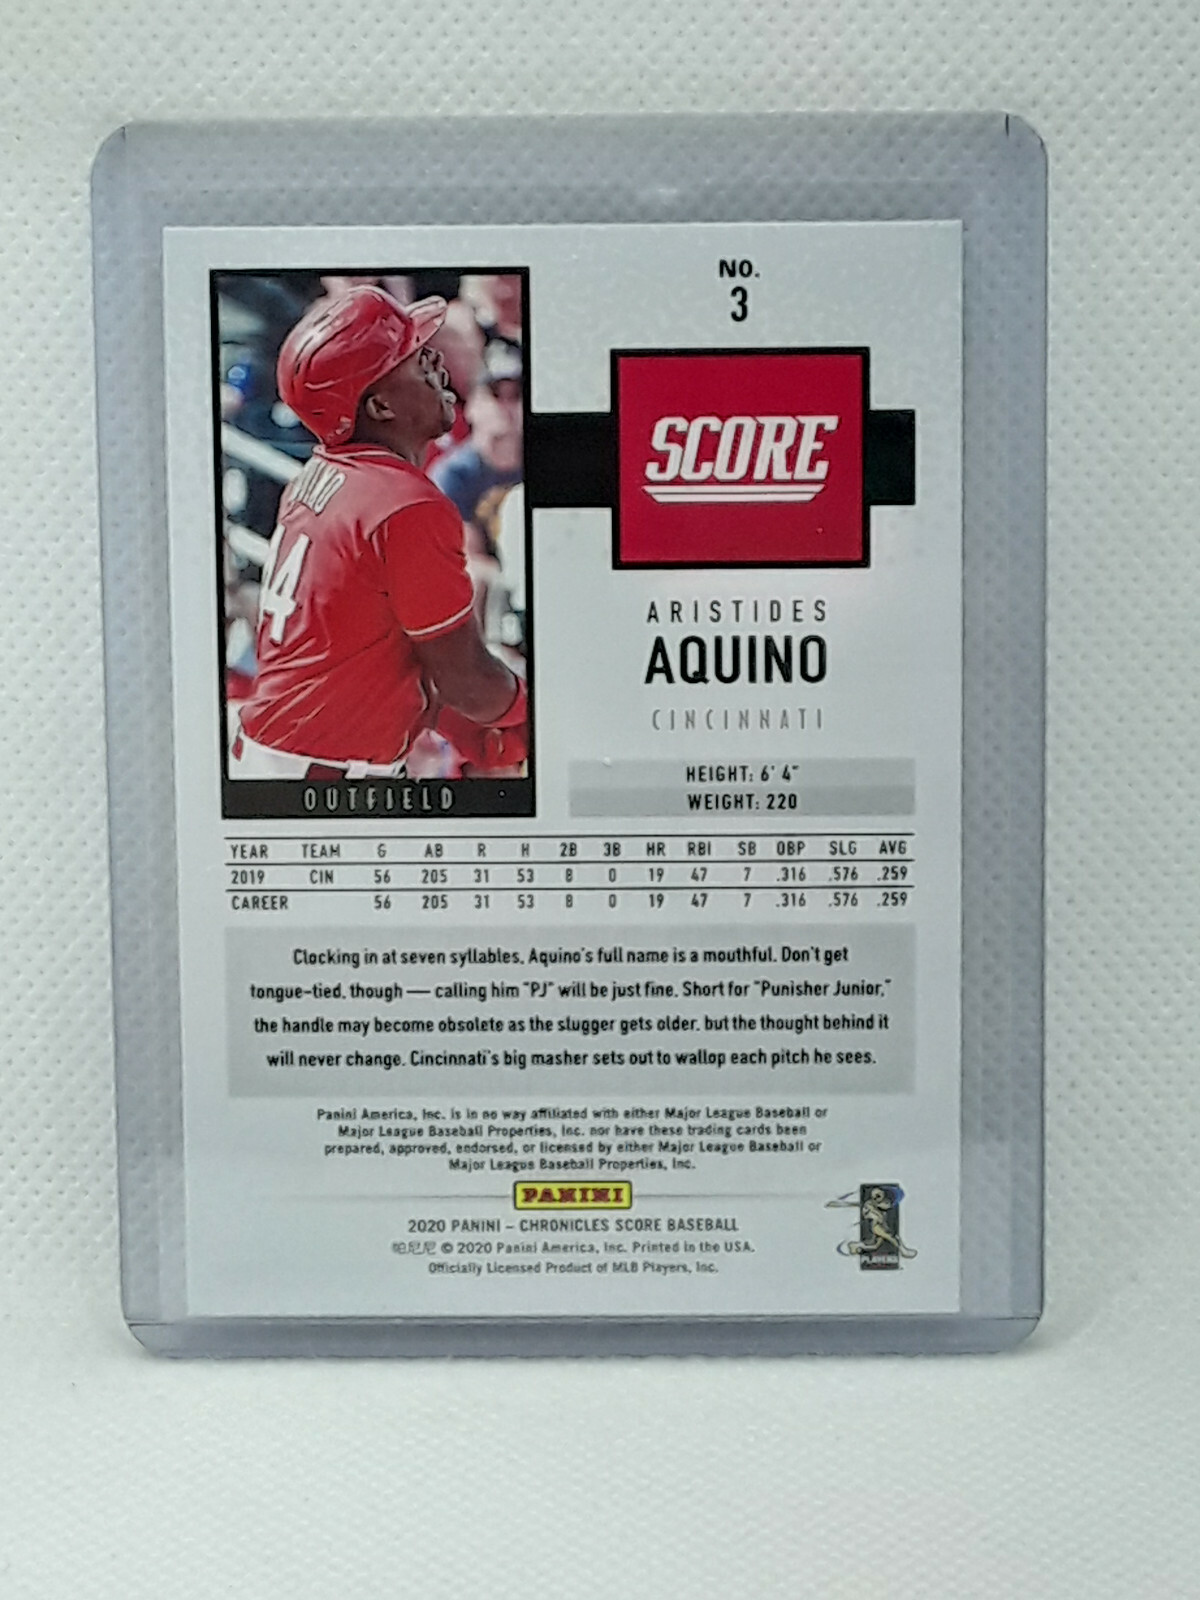 NO.
3
SCORE
44
ARISTIDES
AQUINO
CINCINNATI
HEIGHT: 6' 4"
WEIGHT: 220
OUTFIELD
YEAR TEAM G AB R H 2B 3B HR RBI SB OBP SLG AVG
2019 CIN 56 205 31 53 8 0 19 47 7 .316 .576 .259
CAREER 56 205 31 53 8 0 19 47 7 .316 .576 .259
Clocking in at seven syllables, Aquino's full name is a mouthful. Don't get
tongue-tied, though — calling him "PJ" will be just fine. Short for "Punisher Junior,"
the handle may become obsolete as the slugger gets older, but the thought behind it
will never change. Cincinnati's big masher sets out to wallop each pitch he sees.
Panini America, Inc. is in no way affiliated with either Major League Baseball or
Major League Baseball Properties, Inc. nor have these trading cards been
prepared, approved, endorsed, or licensed by either Major League Baseball or
Major League Baseball Properties, Inc.
PANINI
2020 PANINI – CHRONICLES SCORE BASEBALL
帕尼尼 © 2020 Panini America, Inc. Printed in the USA.
Officially Licensed Product of MLB Players, Inc.
PLAYERS